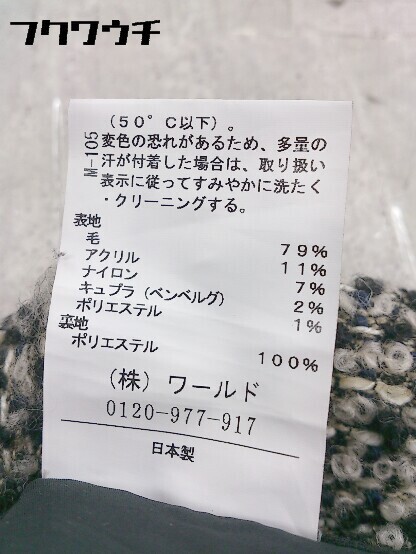 フクワウチ
（５０°Ｃ以下）。
M-105
変色の恐れがあるため、多量の
汗が付着した場合は、取り扱い
表示に従ってすみやかに洗たく
・クリーニングする。
表地
毛 ７９％
アクリル １１％
ナイロン ７％
キュプラ（ベンベルグ） ２％
ポリエステル １％
裏地
ポリエステル １００％
（株）ワールド
0120-977-917
日本製